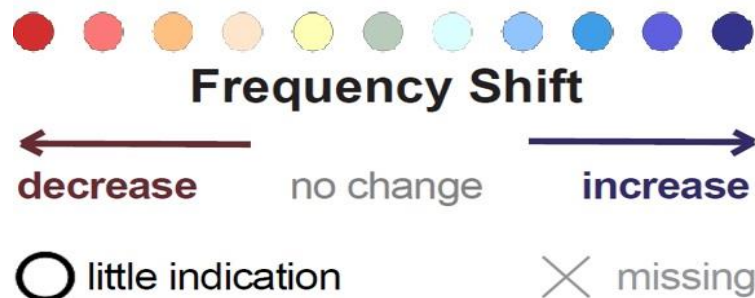 Frequency Shift
decrease no change increase
little indication missing